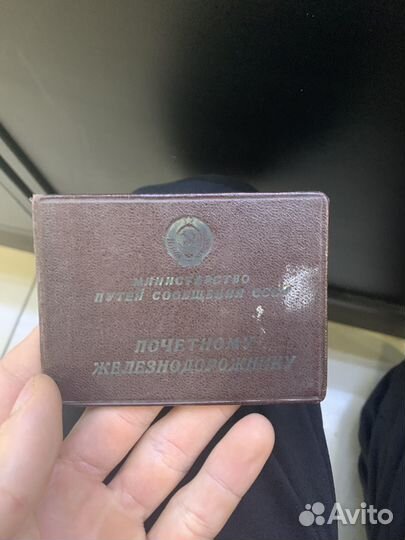 МИНИСТЕРСТВО
ПУТЕЙ СООБЩЕНИЯ СССР
ПОЧЕТНОМУ
ЖЕЛЕЗНОДОРОЖНИКУ
Avito